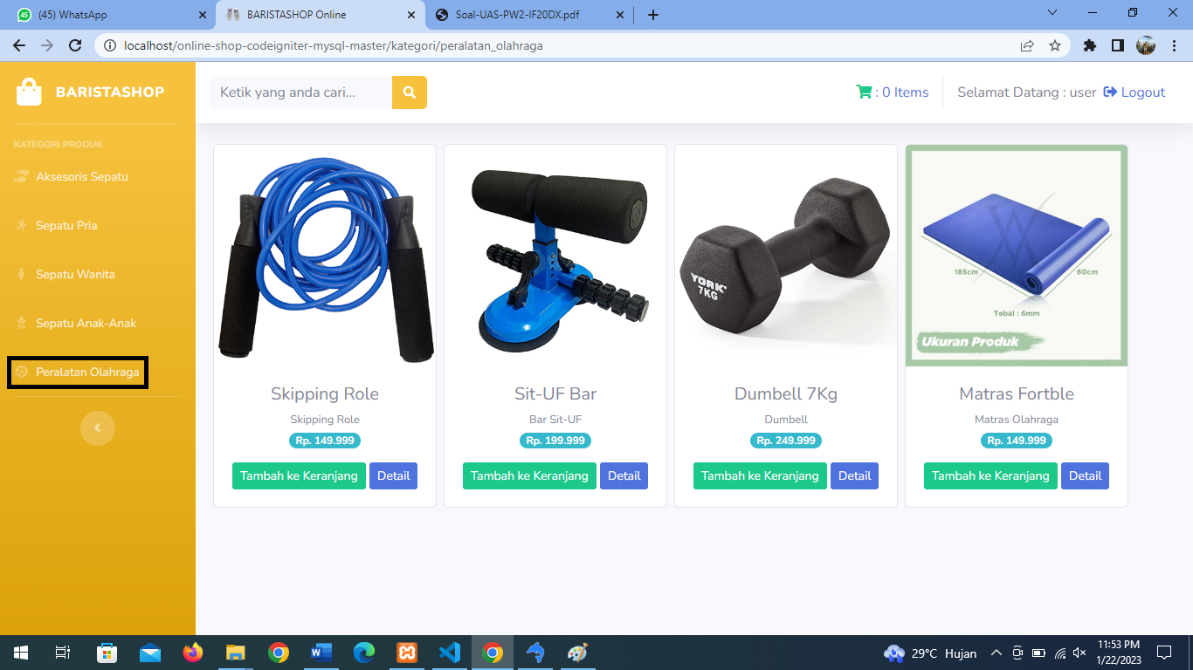 (45) WhatsApp
BARISTASHOP Online
Soal-UAS-PW2-IF20DX.pdf
localhost/online-shop-codeigniter-mysql-master/kategori/peralatan_olahraga
BARISTASHOP
Ketik yang anda cari...
: 0 Items
Selamat Datang : user
Logout
KATEGORI PRODUK
Aksesoris Sepatu
Sepatu Pria
Sepatu Wanita
Sepatu Anak-Anak
Peralatan Olahraga
YORK
7KG
185cm
60cm
Tebal : 6mm
Ukuran Produk
Skipping Role
Skipping Role
Rp. 149.999
Tambah ke Keranjang
Detail
Sit-UF Bar
Bar Sit-UF
Rp. 199.999
Tambah ke Keranjang
Detail
Dumbell 7Kg
Dumbell
Rp. 249.999
Tambah ke Keranjang
Detail
Matras Fortble
Matras Olahraga
Rp. 149.999
Tambah ke Keranjang
Detail
29°C Hujan
11:53 PM
1/22/2023